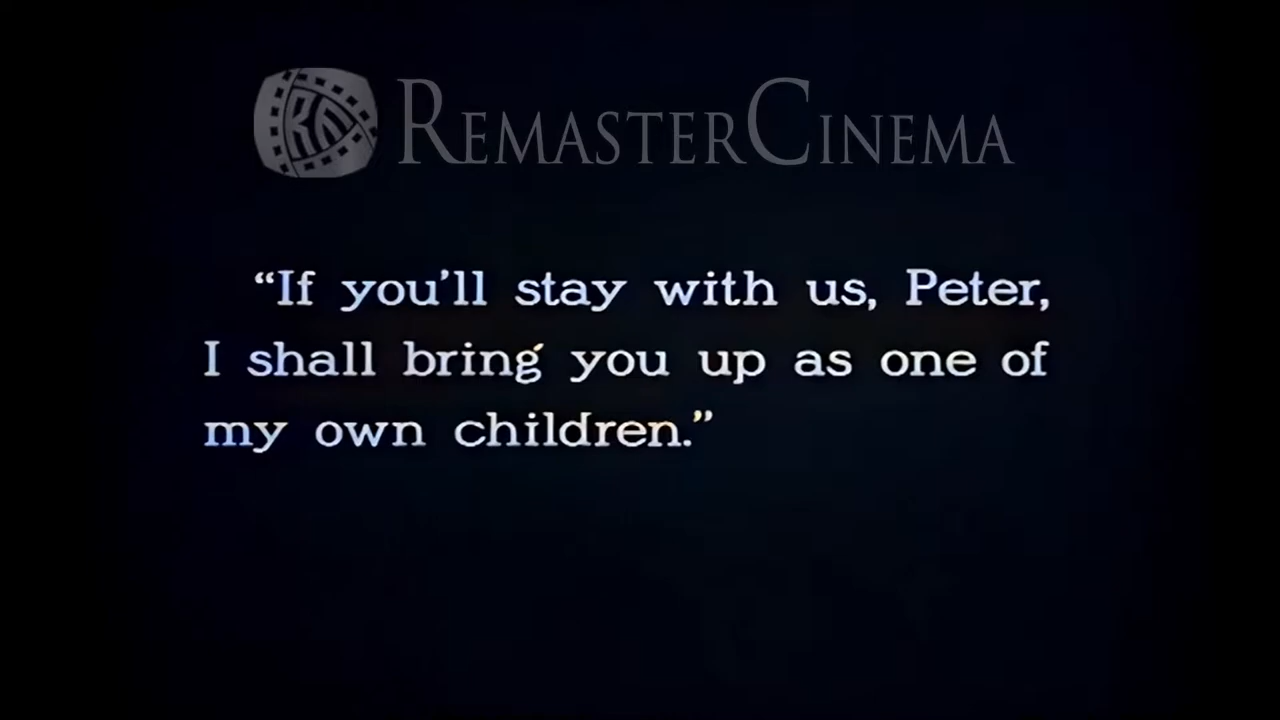 REMASTERCINEMA
“If you’ll stay with us, Peter,
I shall bring you up as one of
my own children.”